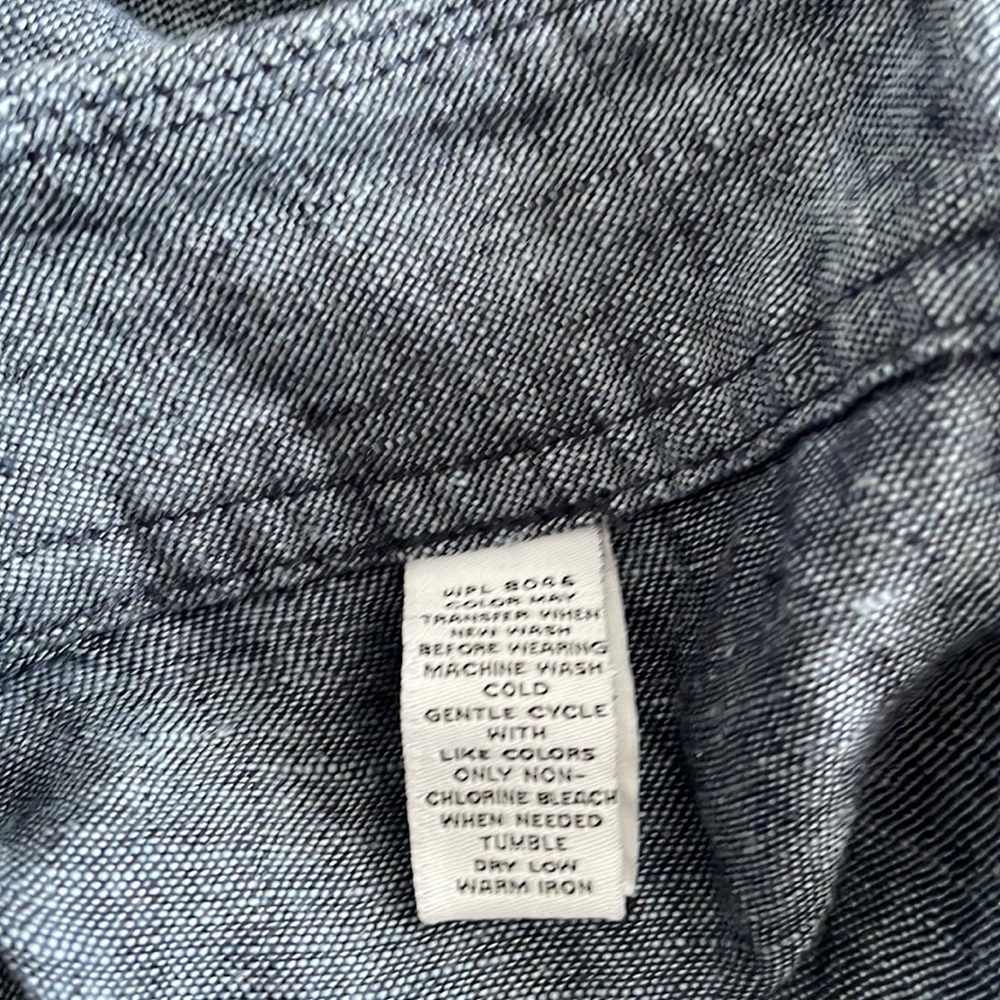 WPL 8046
COLOR MAY
TRANSFER WHEN
NEW WASH
BEFORE WEARING
MACHINE WASH
COLD
GENTLE CYCLE
WITH
LIKE COLORS
ONLY NON-
CHLORINE BLEACH
WHEN NEEDED
TUMBLE
DRY LOW
WARM IRON